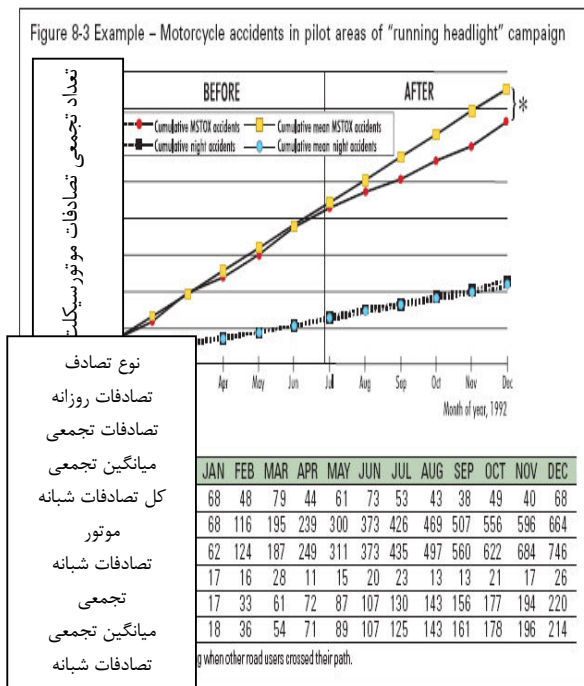 Figure 8-3 Example – Motorcycle accidents in pilot areas of “running headlight” campaign
تعداد تجمعی تصادفات موتورسیکلت
BEFORE AFTER
*
Cumulative MSTOX accidents Cumulative mean MSTOX accidents
Cumulative night accidents Cumulative mean night accidents
Apr May Jun Jul Aug Sep Oct Nov Dec
Month of year, 1992
نوع تصادف
تصادفات روزانه
تصادفات تجمعی
میانگین تجمعی
کل تصادفات شبانه
موتور
تصادفات شبانه
تجمعی
میانگین تجمعی
تصادفات شبانه
JAN FEB MAR APR MAY JUN JUL AUG SEP OCT NOV DEC
68 48 79 44 61 73 53 43 38 49 40 68
68 116 195 239 300 373 426 469 507 556 596 664
62 124 187 249 311 373 435 497 560 622 684 746
17 16 28 11 15 20 23 13 13 21 17 26
17 33 61 72 87 107 130 143 156 177 194 220
18 36 54 71 89 107 125 143 161 178 196 214
when other road users crossed their path.